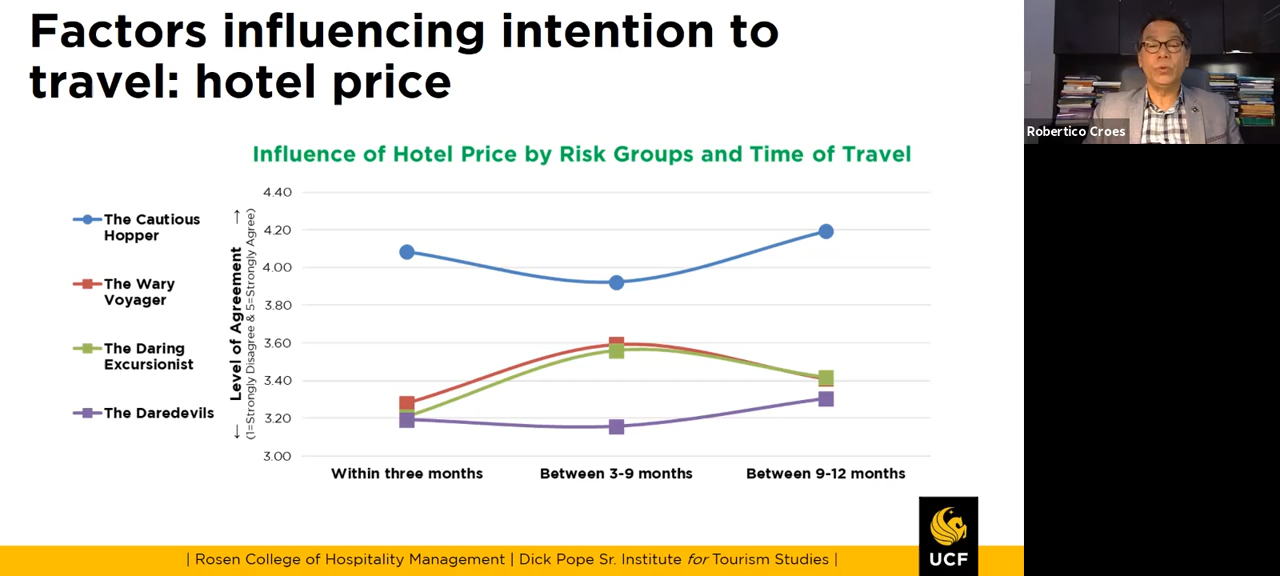 Factors influencing intention to
travel: hotel price
Robertico Croes
Influence of Hotel Price by Risk Groups and Time of Travel
The Cautious
Hopper
The Wary
Voyager
The Daring
Excursionist
The Daredevils
← Level of Agreement →
(1=Strongly Disagree & 5=Strongly Agree)
4.40
4.20
4.00
3.80
3.60
3.40
3.20
3.00
Within three months
Between 3-9 months
Between 9-12 months
| Rosen College of Hospitality Management | Dick Pope Sr. Institute for Tourism Studies |
UCF